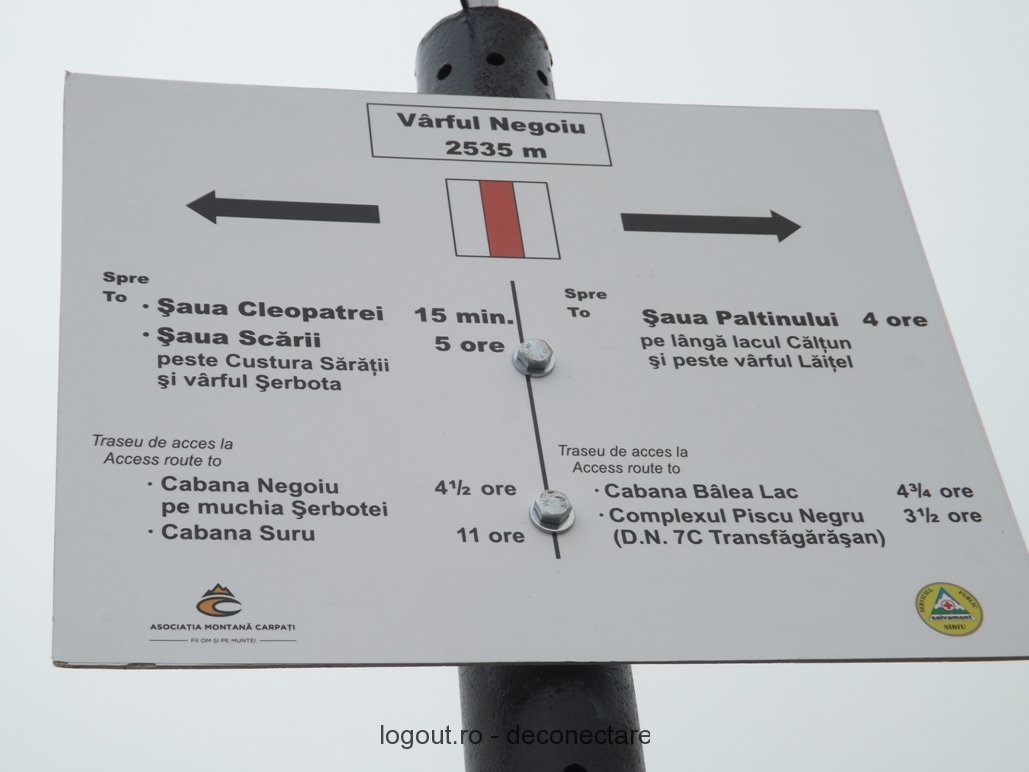 Vârful Negoiu
2535 m
Spre
To
· Şaua Cleopatrei 15 min.
· Şaua Scării 5 ore
peste Custura Sărăţii
şi vârful Şerbota
Spre
To
Şaua Paltinului 4 ore
pe lângă lacul Călţun
şi peste vârful Lăiţel
Traseu de acces la
Access route to
· Cabana Negoiu 4½ ore
pe muchia Şerbotei
· Cabana Suru 11 ore
Traseu de acces la
Access route to
· Cabana Bâlea Lac 4¾ ore
· Complexul Piscu Negru 3½ ore
(D.N. 7C Transfăgărăşan)
ASOCIAŢIA MONTANĂ CARPAŢI
FII OM ŞI PE MUNTE!
SERVICIUL PUBLIC
salvamont
SIBIU
logout.ro - deconectare